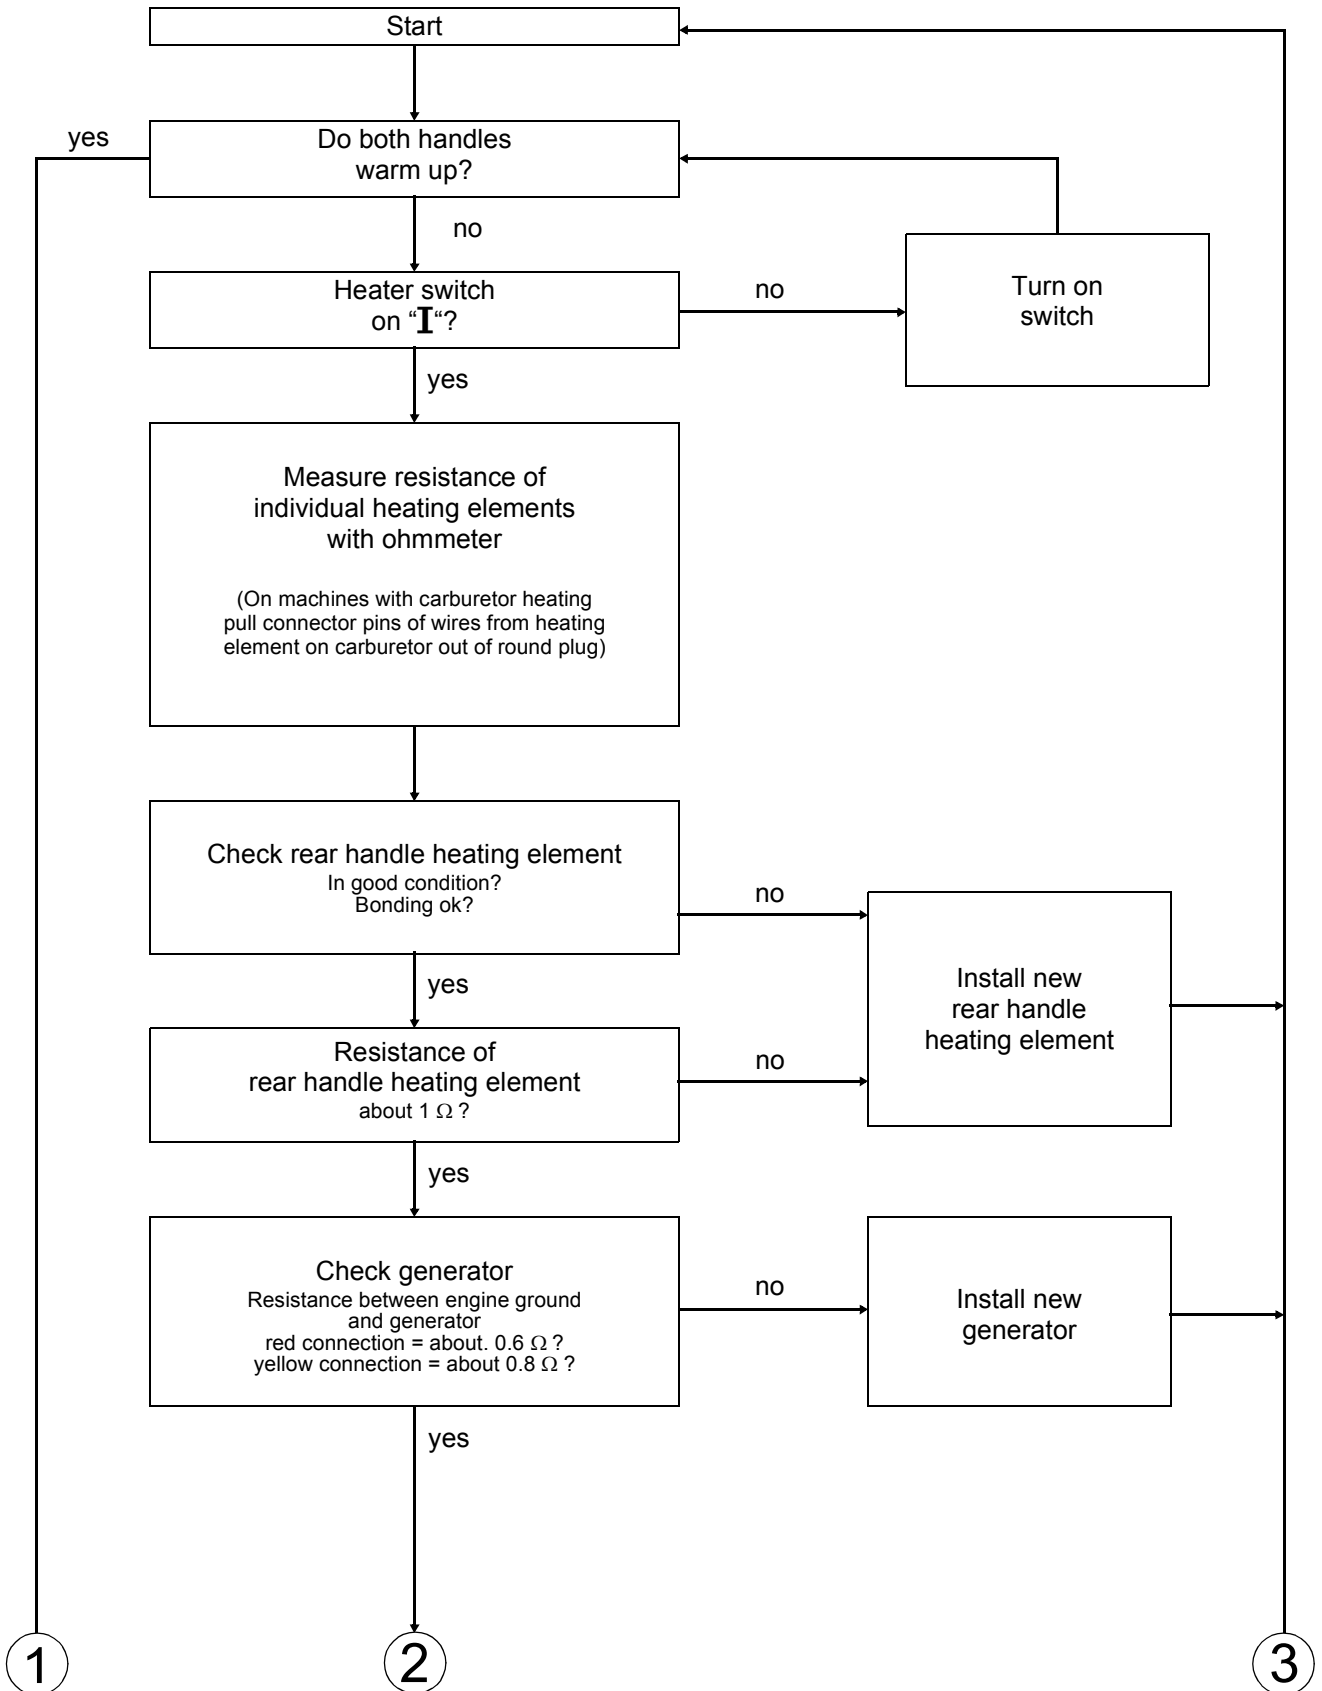 Start
yes
Do both handles
warm up?
no
Heater switch
on “I“?
no
Turn on
switch
yes
Measure resistance of
individual heating elements
with ohmmeter
(On machines with carburetor heating
pull connector pins of wires from heating
element on carburetor out of round plug)
Check rear handle heating element
In good condition?
Bonding ok?
no
yes
Install new
rear handle
heating element
Resistance of
rear handle heating element
about 1 Ω ?
no
yes
Check generator
Resistance between engine ground
and generator
red connection = about. 0.6 Ω ?
yellow connection = about 0.8 Ω ?
no
Install new
generator
yes
1
2
3